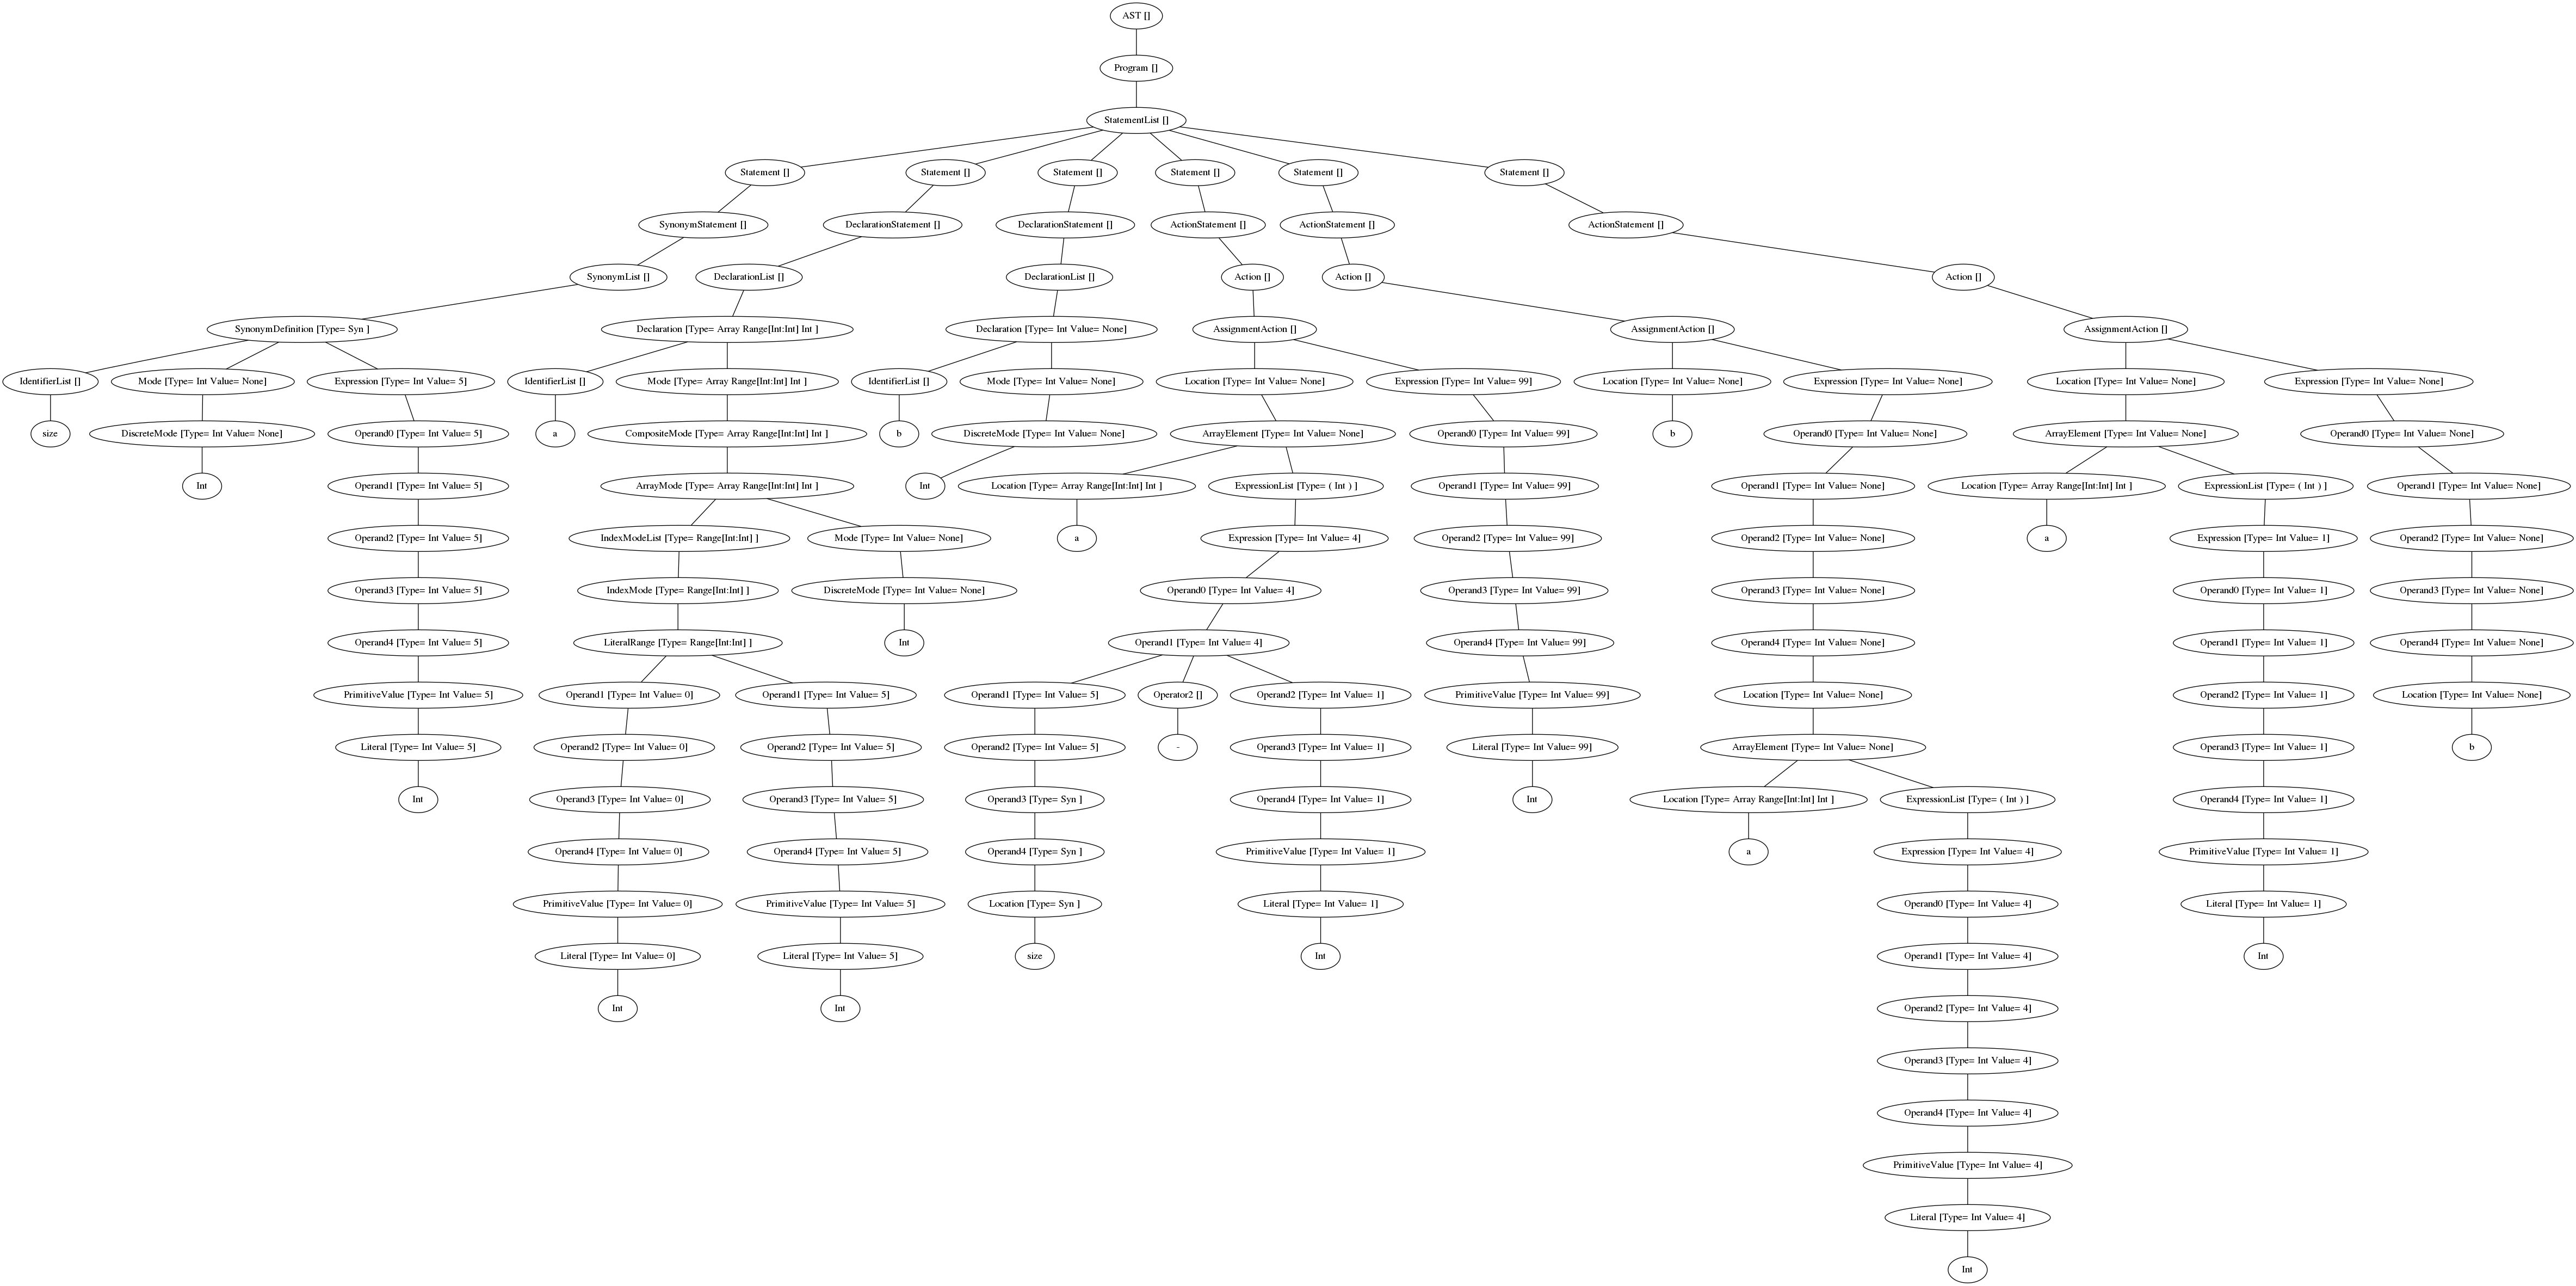 AST []
Program []
StatementList []
Statement [] Statement [] Statement [] Statement [] Statement [] Statement []
SynonymStatement [] DeclarationStatement [] DeclarationStatement [] ActionStatement [] ActionStatement [] ActionStatement []
SynonymList [] DeclarationList [] DeclarationList [] Action [] Action [] Action []
SynonymDefinition [Type= Syn ] Declaration [Type= Array Range[Int:Int] Int ] Declaration [Type= Int Value= None] AssignmentAction [] AssignmentAction [] AssignmentAction []
IdentifierList [] Mode [Type= Int Value= None] Expression [Type= Int Value= 5] IdentifierList [] Mode [Type= Array Range[Int:Int] Int ] IdentifierList [] Mode [Type= Int Value= None] Location [Type= Int Value= None] Expression [Type= Int Value= 99] Location [Type= Int Value= None] Expression [Type= Int Value= None] Location [Type= Int Value= None] Expression [Type= Int Value= None]
size DiscreteMode [Type= Int Value= None] Operand0 [Type= Int Value= 5] a CompositeMode [Type= Array Range[Int:Int] Int ] b DiscreteMode [Type= Int Value= None] ArrayElement [Type= Int Value= None] Operand0 [Type= Int Value= 99] b Operand0 [Type= Int Value= None] ArrayElement [Type= Int Value= None] Operand0 [Type= Int Value= None]
Int Operand1 [Type= Int Value= 5] ArrayMode [Type= Array Range[Int:Int] Int ] Int Location [Type= Array Range[Int:Int] Int ] ExpressionList [Type= ( Int ) ] Operand1 [Type= Int Value= 99] Operand1 [Type= Int Value= None] Location [Type= Array Range[Int:Int] Int ] ExpressionList [Type= ( Int ) ] Operand1 [Type= Int Value= None]
Operand2 [Type= Int Value= 5] IndexModeList [Type= Range[Int:Int] ] Mode [Type= Int Value= None] a Expression [Type= Int Value= 4] Operand2 [Type= Int Value= 99] Operand2 [Type= Int Value= None] a Expression [Type= Int Value= 1] Operand2 [Type= Int Value= None]
Operand3 [Type= Int Value= 5] IndexMode [Type= Range[Int:Int] ] DiscreteMode [Type= Int Value= None] Operand0 [Type= Int Value= 4] Operand3 [Type= Int Value= 99] Operand3 [Type= Int Value= None] Operand0 [Type= Int Value= 1] Operand3 [Type= Int Value= None]
Operand4 [Type= Int Value= 5] LiteralRange [Type= Range[Int:Int] ] Int Operand1 [Type= Int Value= 4] Operand4 [Type= Int Value= 99] Operand4 [Type= Int Value= None] Operand1 [Type= Int Value= 1] Operand4 [Type= Int Value= None]
PrimitiveValue [Type= Int Value= 5] Operand1 [Type= Int Value= 0] Operand1 [Type= Int Value= 5] Operand1 [Type= Int Value= 5] Operator2 [] Operand2 [Type= Int Value= 1] PrimitiveValue [Type= Int Value= 99] Location [Type= Int Value= None] Operand2 [Type= Int Value= 1] Location [Type= Int Value= None]
Literal [Type= Int Value= 5] Operand2 [Type= Int Value= 0] Operand2 [Type= Int Value= 5] Operand2 [Type= Int Value= 5] - Operand3 [Type= Int Value= 1] Literal [Type= Int Value= 99] ArrayElement [Type= Int Value= None] Operand3 [Type= Int Value= 1] b
Int Operand3 [Type= Int Value= 0] Operand3 [Type= Int Value= 5] Operand3 [Type= Syn ] Operand4 [Type= Int Value= 1] Int Location [Type= Array Range[Int:Int] Int ] ExpressionList [Type= ( Int ) ] Operand4 [Type= Int Value= 1]
Operand4 [Type= Int Value= 0] Operand4 [Type= Int Value= 5] Operand4 [Type= Syn ] PrimitiveValue [Type= Int Value= 1] a Expression [Type= Int Value= 4] PrimitiveValue [Type= Int Value= 1]
PrimitiveValue [Type= Int Value= 0] PrimitiveValue [Type= Int Value= 5] Location [Type= Syn ] Literal [Type= Int Value= 1] Operand0 [Type= Int Value= 4] Literal [Type= Int Value= 1]
Literal [Type= Int Value= 0] Literal [Type= Int Value= 5] size Int Operand1 [Type= Int Value= 4] Int
Int Int Operand2 [Type= Int Value= 4]
Operand3 [Type= Int Value= 4]
Operand4 [Type= Int Value= 4]
PrimitiveValue [Type= Int Value= 4]
Literal [Type= Int Value= 4]
Int